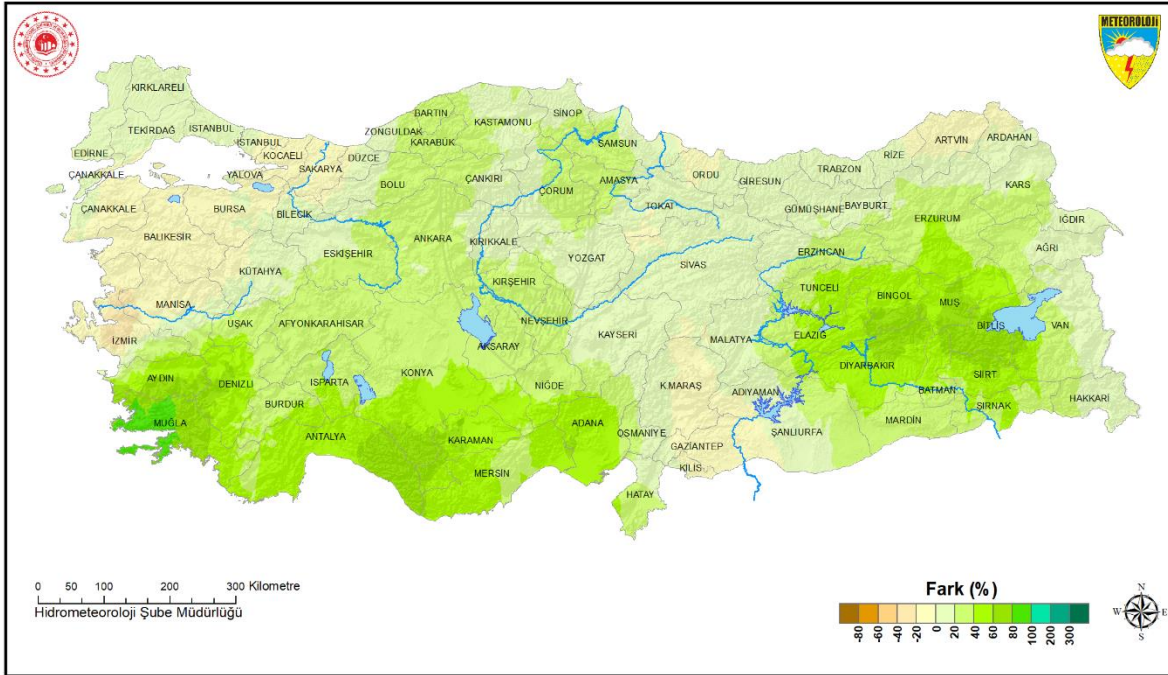 METEOROLOJİ
KIRKLARELİ
TEKİRDAĞ
İSTANBUL
EDİRNE
ÇANAKKALE
ÇANAKKALE
İSTANBUL
KOCAELİ
YALOVA
SAKARYA
DÜZCE
ZONGULDAK
BARTIN
KARABÜK
KASTAMONU
SİNOP
SAMSUN
BURSA
BİLECİK
BOLU
ÇANKIRI
ÇORUM
AMASYA
ORDU
GİRESUN
TRABZON
RİZE
ARTVİN
ARDAHAN
KARS
BALIKESİR
KÜTAHYA
ESKİŞEHİR
ANKARA
KIRIKKALE
YOZGAT
TOKAT
SİVAS
GÜMÜŞHANE
BAYBURT
ERZİNCAN
ERZURUM
IĞDIR
AĞRI
MANİSA
İZMİR
UŞAK
AFYONKARAHİSAR
KIRŞEHİR
NEVŞEHİR
AKSARAY
KAYSERİ
MALATYA
TUNCELİ
ELAZIĞ
BİNGÖL
MUŞ
BİTLİS
VAN
AYDIN
DENİZLİ
MUĞLA
BURDUR
ISPARTA
ANTALYA
KONYA
KARAMAN
MERSİN
NİĞDE
ADANA
OSMANİYE
HATAY
K.MARAŞ
GAZİANTEP
KİLİS
ADIYAMAN
ŞANLIURFA
DİYARBAKIR
MARDİN
BATMAN
SİİRT
ŞIRNAK
HAKKARİ
0 50 100 200 300 Kilometre
Hidrometeoroloji Şube Müdürlüğü
Fark (%)
-80 -60 -40 -20 0 20 40 60 80 100 200 300
N
W E
S